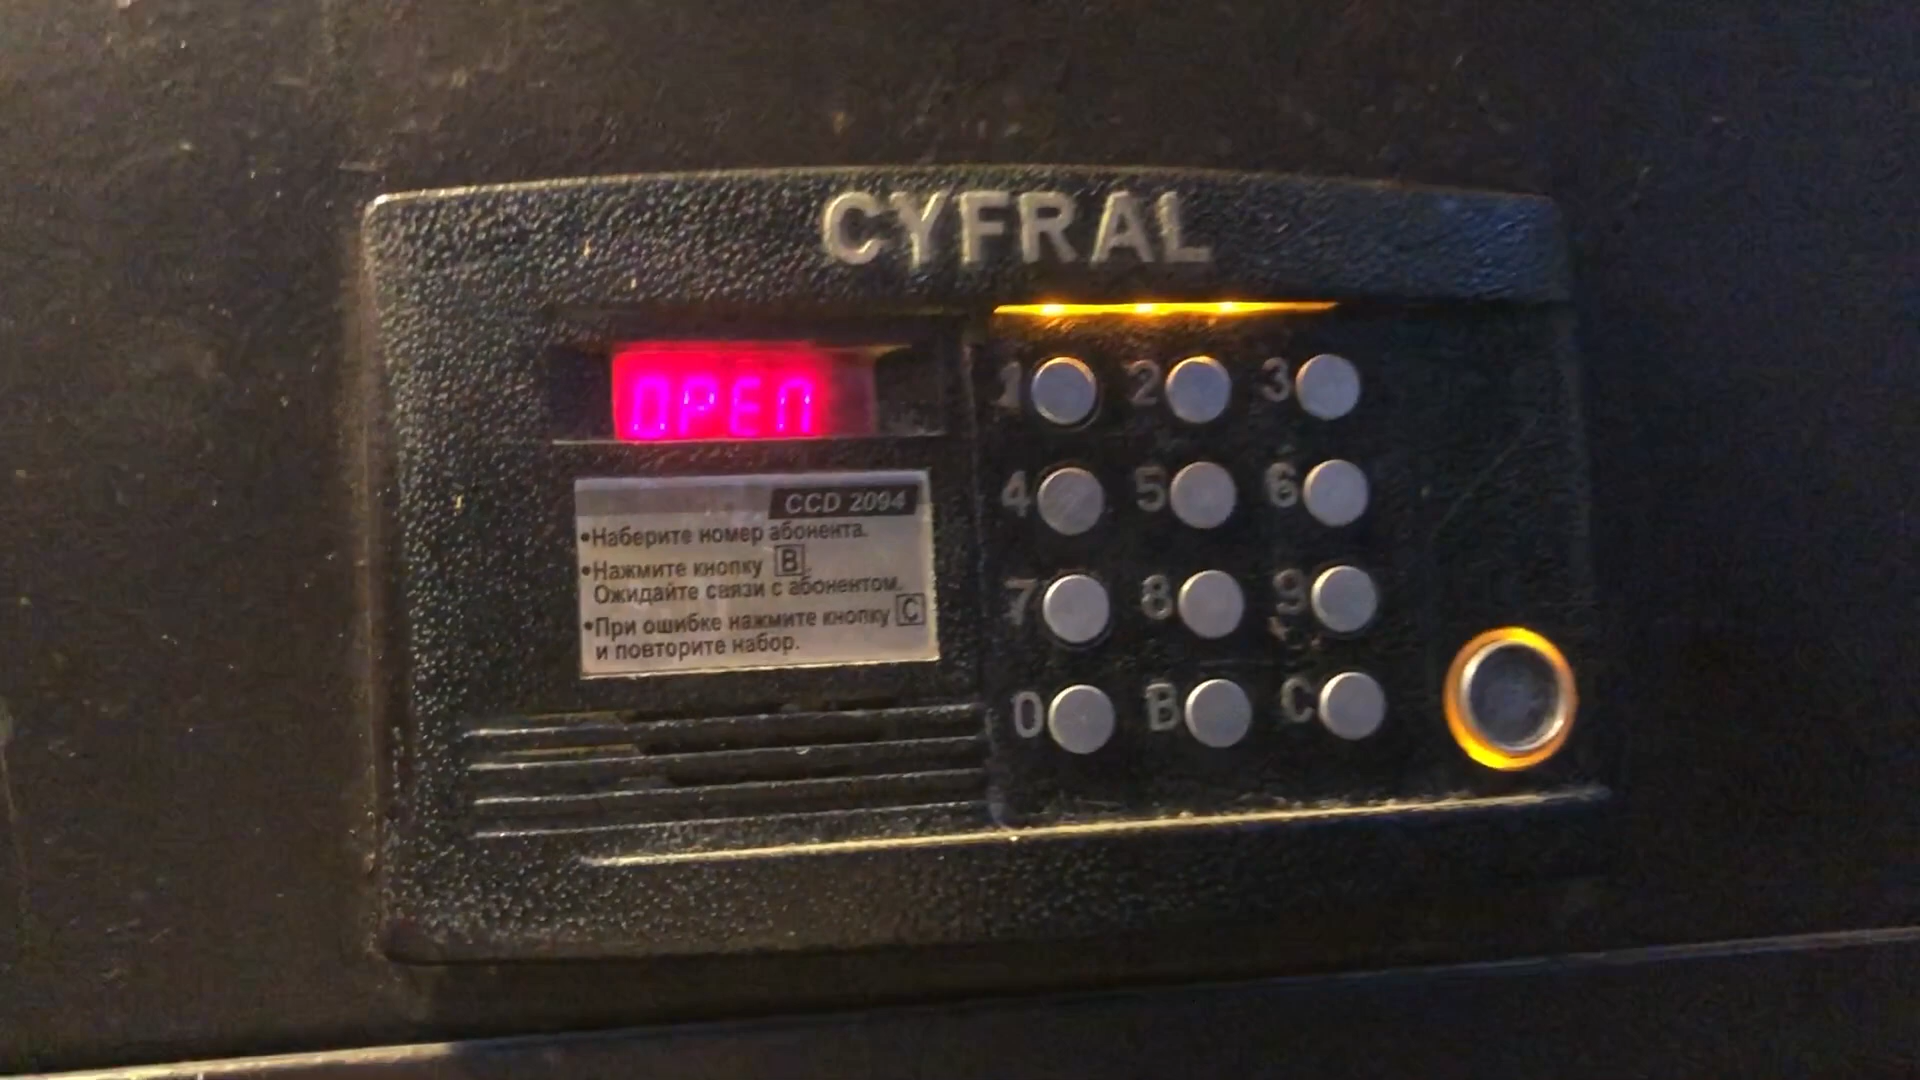 CYFRAL
OPEN
CCD 2094
•Наберите номер абонента.
•Нажмите кнопку B.
Ожидайте связи с абонентом.
•При ошибке нажмите кнопку C
и повторите набор.
1 2 3
4 5 6
7 8 9
0 B C